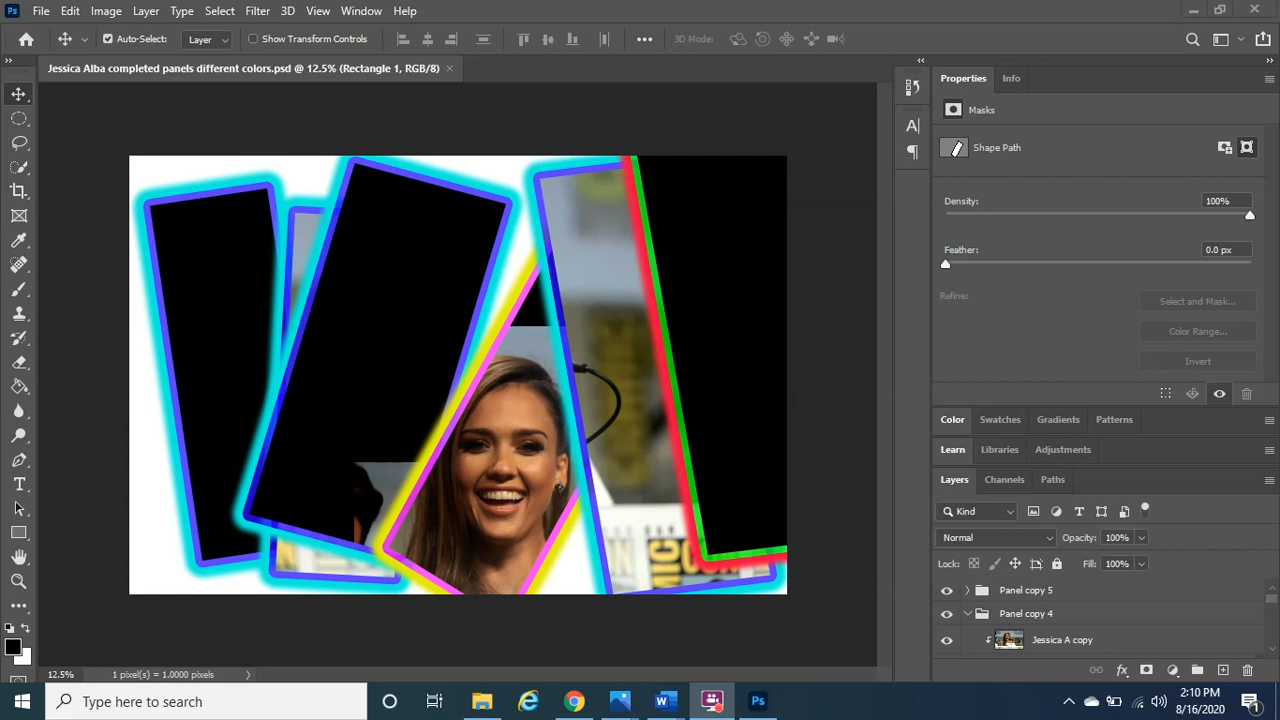 Ps File Edit Image Layer Type Select Filter 3D View Window Help
Auto-Select: Layer Show Transform Controls 3D Mode:
Jessica Alba completed panels different colors.psd @ 12.5% (Rectangle 1, RGB/8)
Properties Info
Masks
Shape Path
Density: 100%
Feather: 0.0 px
Refine: Select and Mask...
Color Range...
Invert
Color Swatches Gradients Patterns
Learn Libraries Adjustments
Layers Channels Paths
Kind
Normal Opacity: 100%
Lock: Fill: 100%
Panel copy 5
Panel copy 4
Jessica A copy
12.5% 1 pixel(s) = 1.0000 pixels
Type here to search
2:10 PM
8/16/2020
1